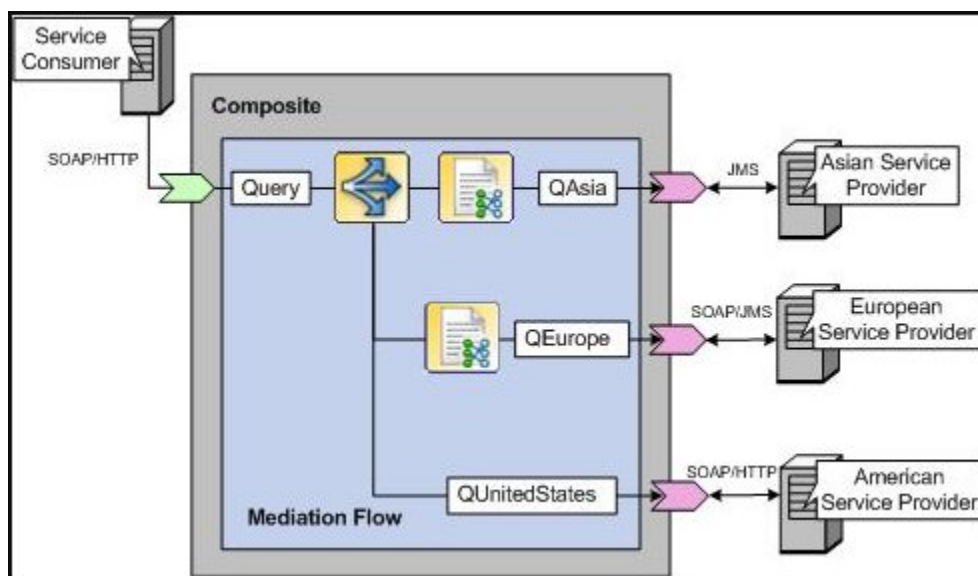 Service
Consumer
Composite
SOAP/HTTP
Query
QAsia
JMS
Asian Service
Provider
QEurope
SOAP/JMS
European
Service Provider
QUnitedStates
SOAP/HTTP
American
Service Provider
Mediation Flow